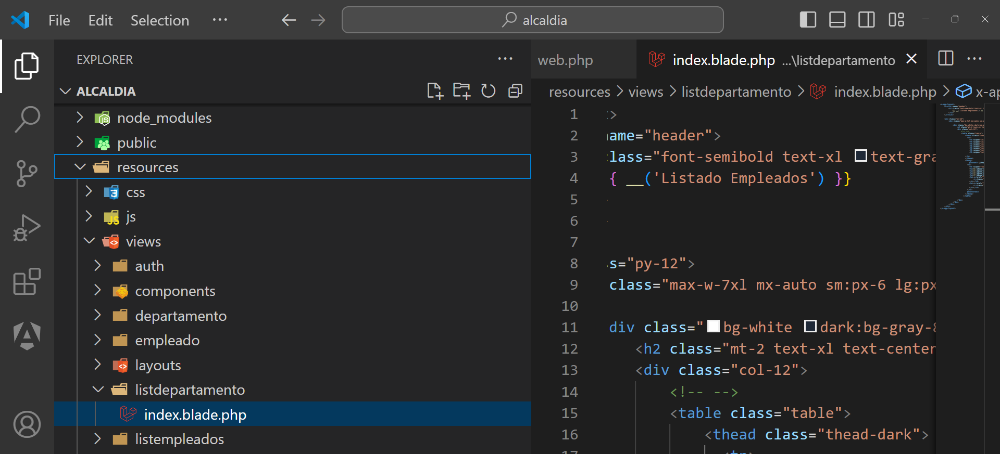 File Edit Selection ··· alcaldia
EXPLORER ···
ALCALDIA
node_modules
public
resources
css
js
views
auth
components
departamento
empleado
layouts
listdepartamento
index.blade.php
listempleados
web.php index.blade.php ...\listdepartamento ···
resources > views > listdepartamento > index.blade.php > x-ap
1 >
2 ame="header">
3 lass="font-semibold text-xl text-gra
4 { __('Listado Empleados') }}
5
6
7
8 s="py-12">
9 class="max-w-7xl mx-auto sm:px-6 lg:px
10
11 div class="bg-white dark:bg-gray-8
12 <h2 class="mt-2 text-xl text-center
13 <div class="col-12">
14 <!-- -->
15 <table class="table">
16 <thead class="thead-dark">
17 <tr>